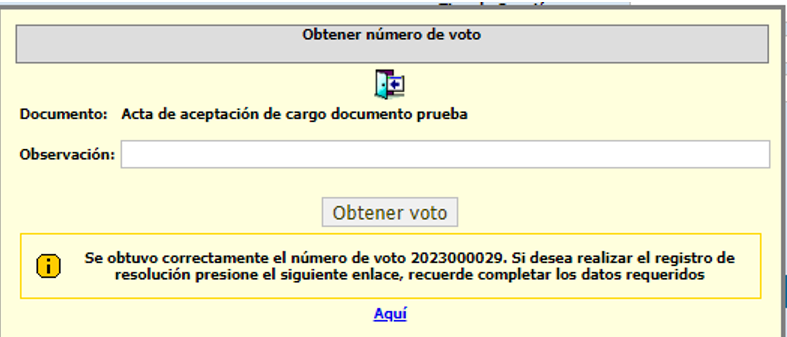 Obtener número de voto
Documento: Acta de aceptación de cargo documento prueba
Observación:
Obtener voto
Se obtuvo correctamente el número de voto 2023000029. Si desea realizar el registro de
resolución presione el siguiente enlace, recuerde completar los datos requeridos
Aquí